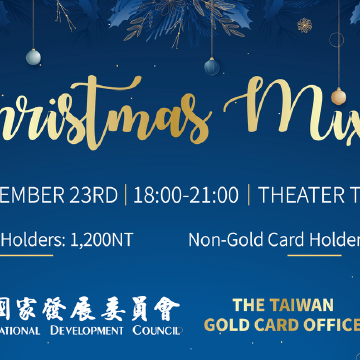 hristmas Mix
EMBER 23RD | 18:00-21:00 | THEATER T
Holders: 1,200NT
Non-Gold Card Holder
國家發展委員會
ATIONAL DEVELOPMENT COUNCIL
THE TAIWAN
GOLD CARD OFFICE